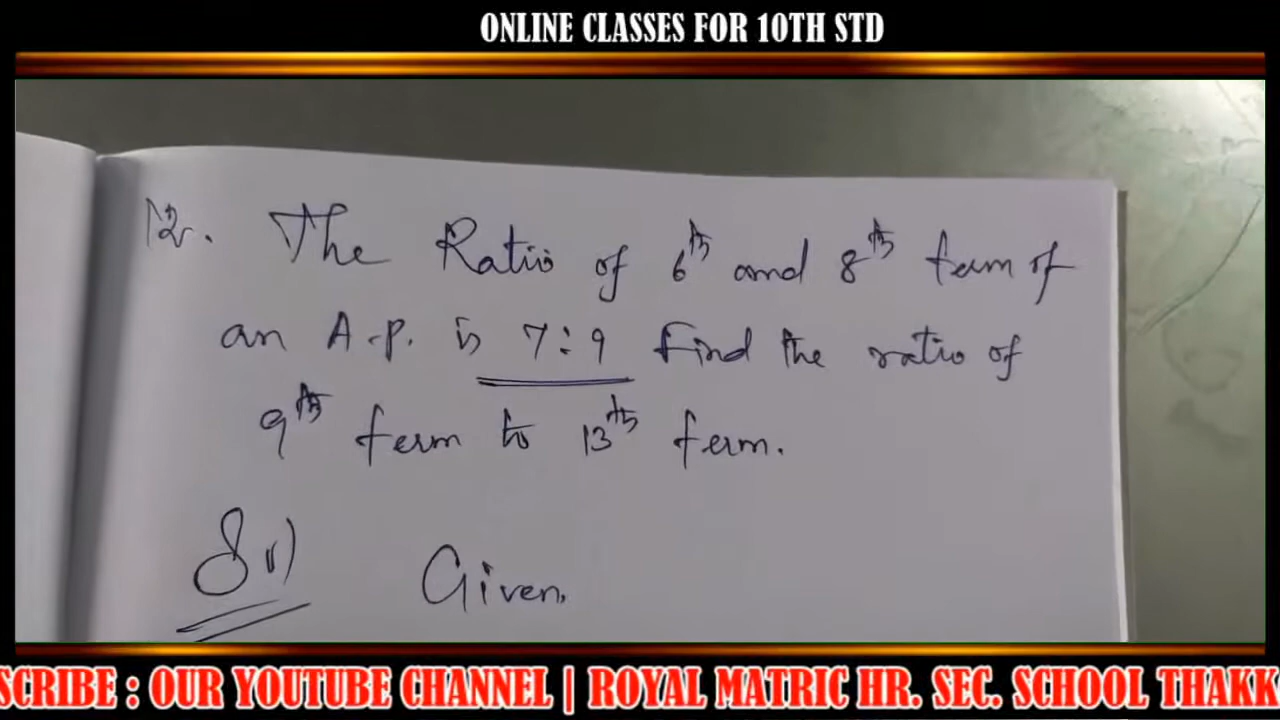 ONLINE CLASSES FOR 10TH STD
12. The Ratio of 6th and 8th term of
an A.P. is 7:9 Find the ratio of
9th term to 13th term.
Sol)
Given,
SCRIBE : OUR YOUTUBE CHANNEL | ROYAL MATRIC HR. SEC. SCHOOL THAKK